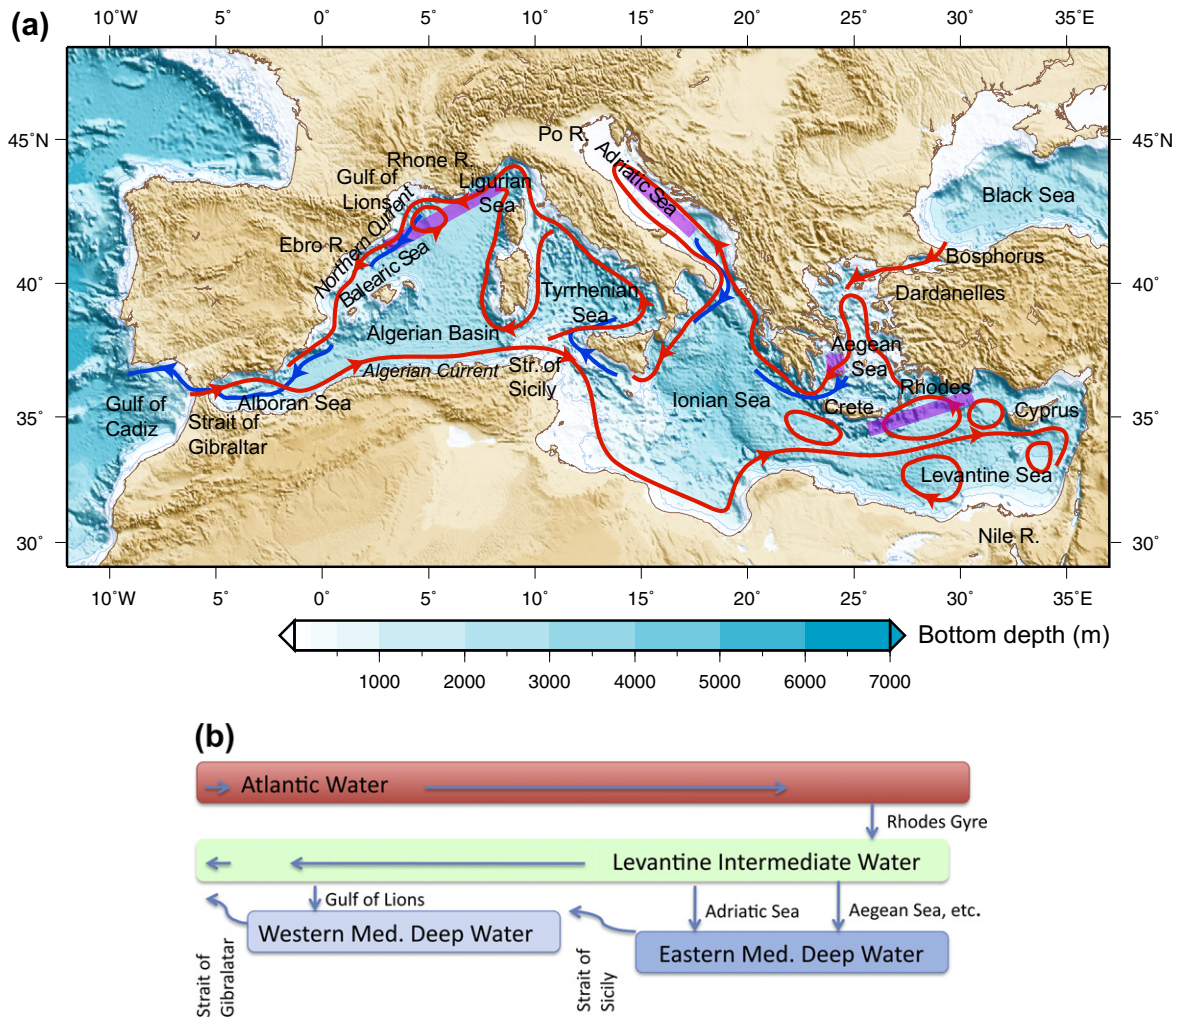 (a)
10˚W 0˚ 5˚ 10˚ 15˚ 20˚ 25˚ 30˚ 35˚E
45˚N
40˚
35˚
30˚
45˚N
40˚
35˚
30˚
Po R.
Rhone R.
Gulf of
Lions
Ligurian
Sea
Adriatic Sea
Black Sea
Ebro R.
Northern Current
Balearic Sea
Bosphorus
Dardanelles
Tyrrhenian
Sea
Algerian Basin
Aegean
Sea
Algerian Current
Str. of
Sicily
Ionian Sea
Rhodes
Crete
Cyprus
Gulf of
Cadiz
Alboran Sea
Strait of
Gibraltar
Levantine Sea
Nile R.
10˚W 5˚ 0˚ 5˚ 10˚ 15˚ 20˚ 25˚ 30˚ 35˚E
Bottom depth (m)
1000 2000 3000 4000 5000 6000 7000
(b)
Atlantic Water
Rhodes Gyre
Levantine Intermediate Water
Gulf of Lions
Adriatic Sea
Aegean Sea, etc.
Western Med. Deep Water
Eastern Med. Deep Water
Strait of
Gibralatar
Strait of
Sicily